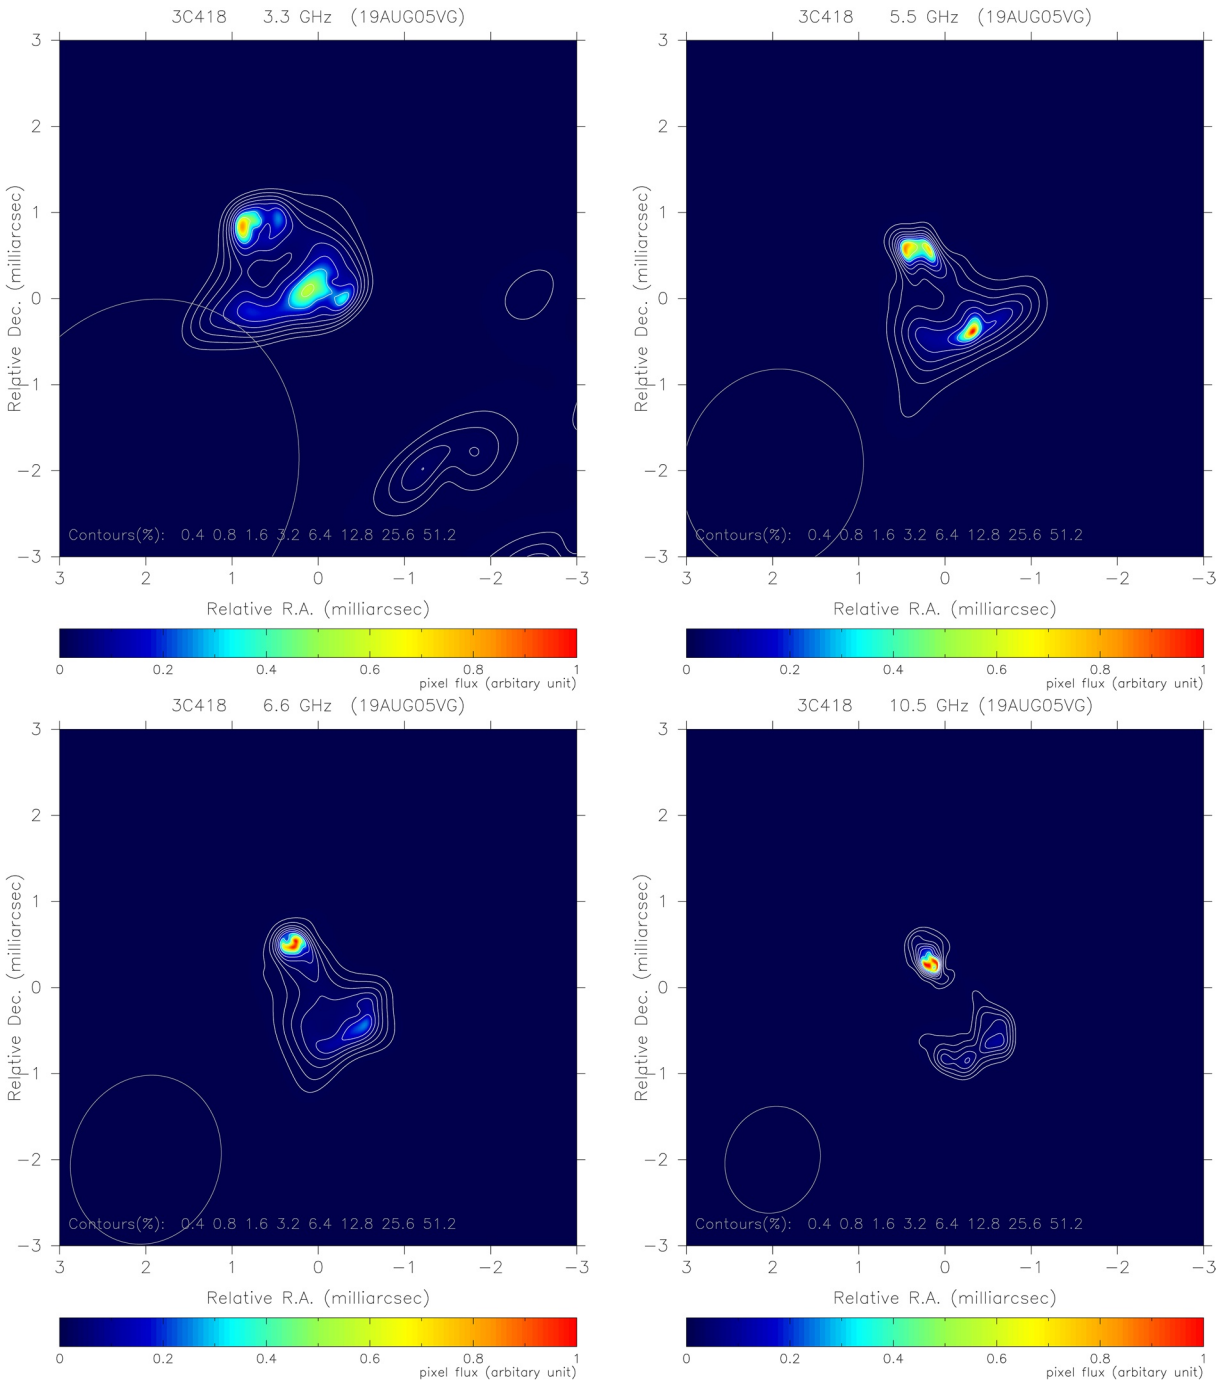 3C418 3.3 GHz (19AUG05VG)
3
2
1
0
−1
−2
−3
Relative Dec. (milliarcsec)
Contours(%): 0.4 0.8 1.6 3.2 6.4 12.8 25.6 51.2
3 2 1 0 −1 −2 −3
Relative R.A. (milliarcsec)
0 0.2 0.4 0.6 0.8 1
pixel flux (arbitary unit)
3C418 5.5 GHz (19AUG05VG)
3
2
1
0
−1
−2
−3
Relative Dec. (milliarcsec)
Contours(%): 0.4 0.8 1.6 3.2 6.4 12.8 25.6 51.2
3 2 1 0 −1 −2 −3
Relative R.A. (milliarcsec)
0 0.2 0.4 0.6 0.8 1
pixel flux (arbitary unit)
3C418 6.6 GHz (19AUG05VG)
3
2
1
0
−1
−2
−3
Relative Dec. (milliarcsec)
Contours(%): 0.4 0.8 1.6 3.2 6.4 12.8 25.6 51.2
3 2 1 0 −1 −2 −3
Relative R.A. (milliarcsec)
0 0.2 0.4 0.6 0.8 1
pixel flux (arbitary unit)
3C418 10.5 GHz (19AUG05VG)
3
2
1
0
−1
−2
−3
Relative Dec. (milliarcsec)
Contours(%): 0.4 0.8 1.6 3.2 6.4 12.8 25.6 51.2
3 2 1 0 −1 −2 −3
Relative R.A. (milliarcsec)
0 0.2 0.4 0.6 0.8 1
pixel flux (arbitary unit)